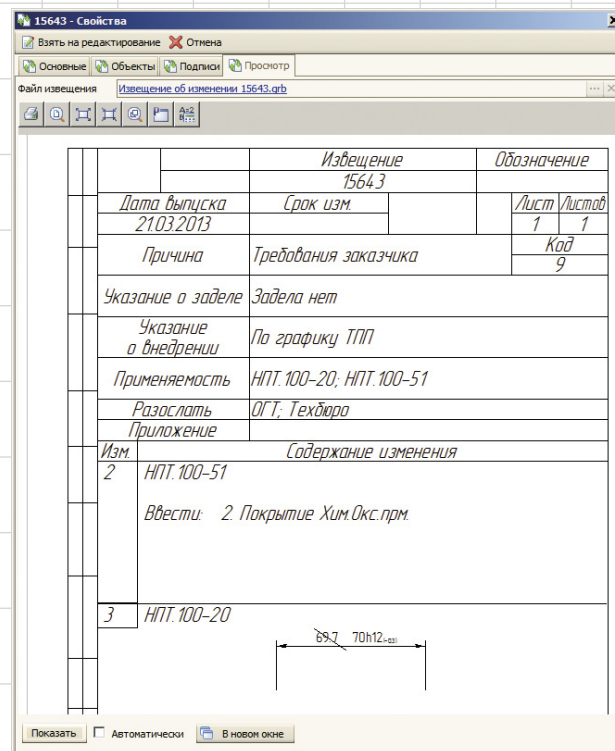 15643 - Свойства
Взять на редактирование Отмена
Основные Объекты Подписи Просмотр
Файл извещения Извещение об изменении 15643.grb
Извещение Обозначение
15643
Дата выпуска Срок изм. Лист Листов
21.03.2013 1 1
Причина Требования заказчика Код
9
Указание о заделе Задела нет
Указание
о внедрении По графику ТПП
Применяемость НПТ.100-20; НПТ.100-51
Разослать ОГТ; Техбюро
Приложение
Изм. Содержание изменения
2 НПТ.100-51
Ввести: 2. Покрытие Хим.Окс.прм.
3 НПТ.100-20
69.7 70h12
Показать Автоматически В новом окне